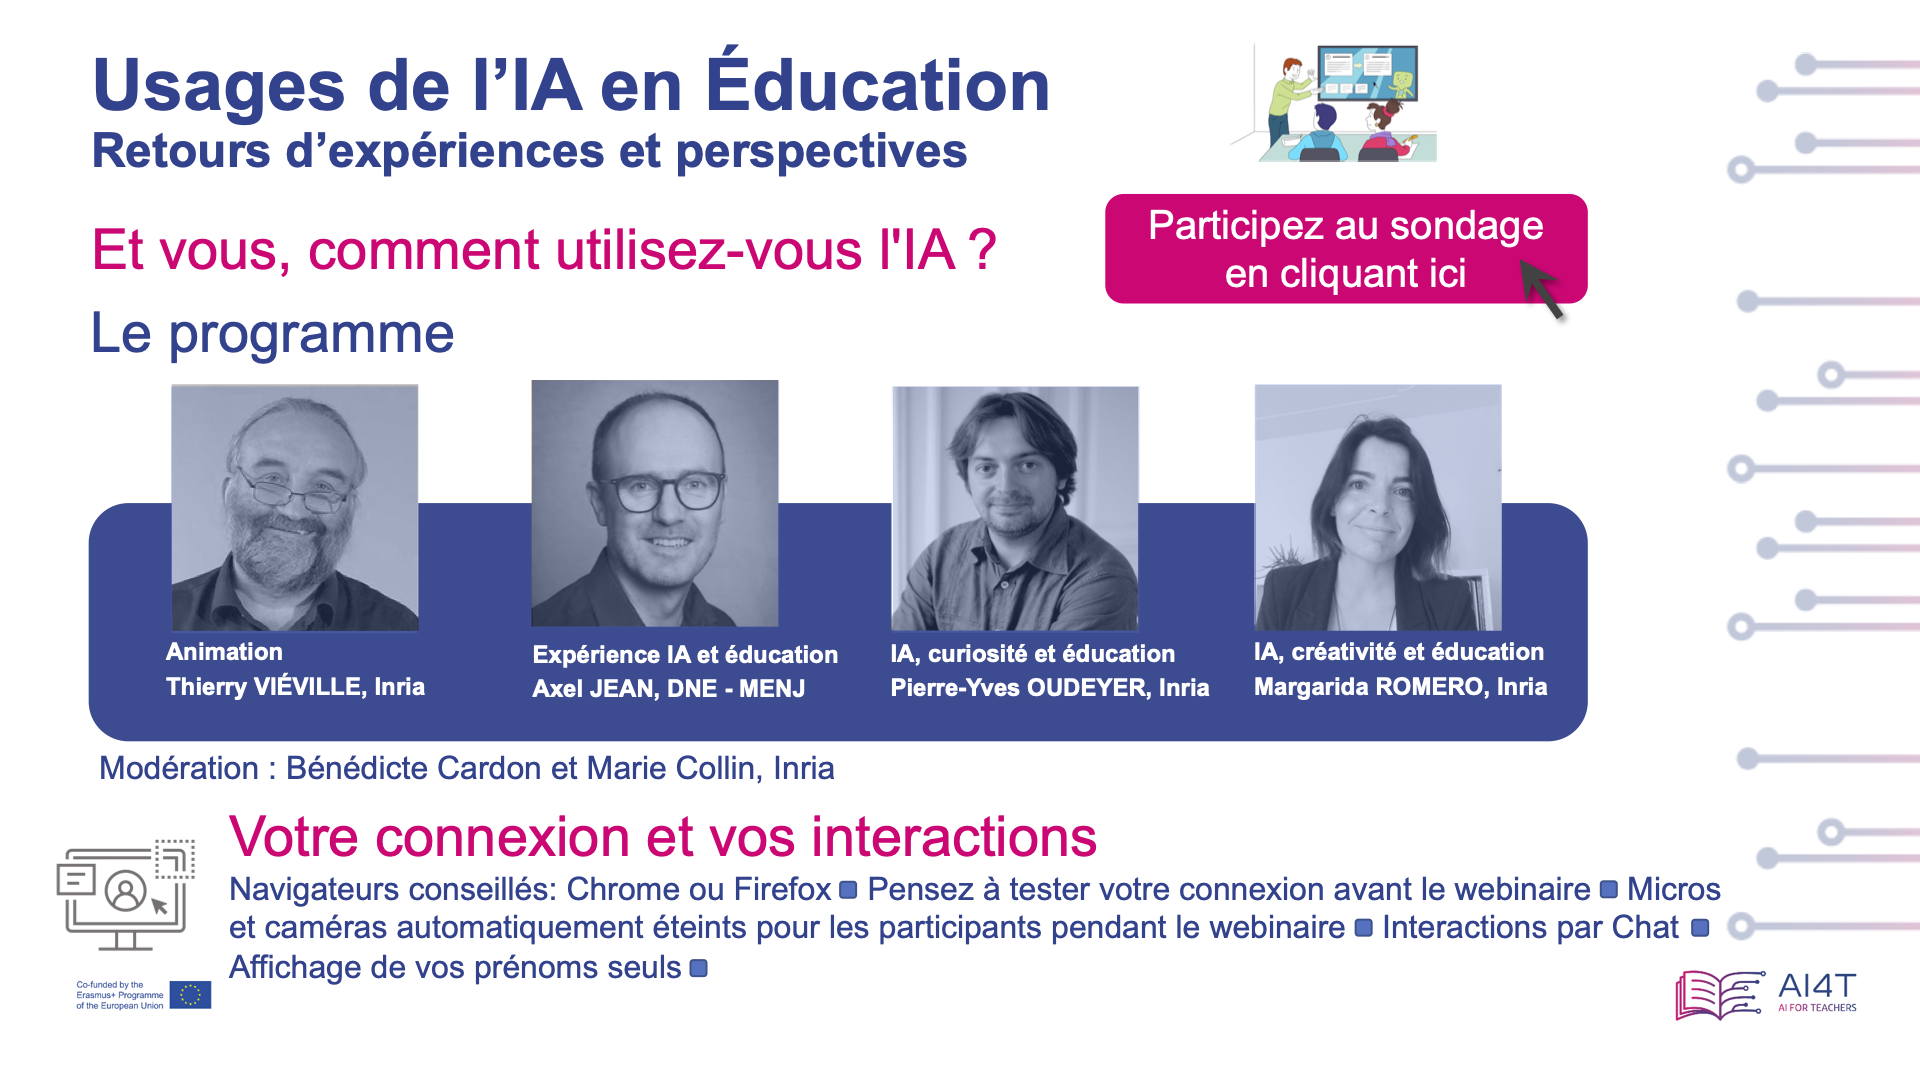 Usages de l’IA en Éducation
Retours d’expériences et perspectives
Et vous, comment utilisez-vous l'IA ?
Participez au sondage
en cliquant ici
Le programme
Animation
Thierry VIÉVILLE, Inria
Expérience IA et éducation
Axel JEAN, DNE - MENJ
IA, curiosité et éducation
Pierre-Yves OUDEYER, Inria
IA, créativité et éducation
Margarida ROMERO, Inria
Modération : Bénédicte Cardon et Marie Collin, Inria
Votre connexion et vos interactions
Navigateurs conseillés: Chrome ou Firefox Pensez à tester votre connexion avant le webinaire Micros
et caméras automatiquement éteints pour les participants pendant le webinaire Interactions par Chat
Affichage de vos prénoms seuls
Co-funded by the
Erasmus+ Programme
of the European Union
AI4T
AI FOR TEACHERS